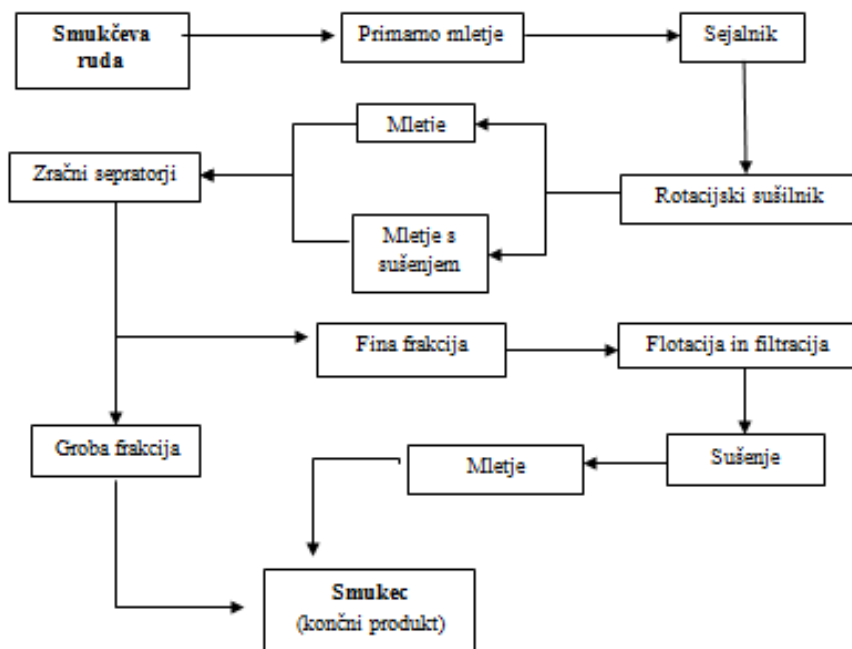 Smukčeva
ruda
Primarno mletje
Sejalnik
Mletje
Zračni sepratorji
Rotacijski sušilnik
Mletje s
sušenjem
Fina frakcija
Flotacija in filtracija
Groba frakcija
Mletje
Sušenje
Smukec
(končni produkt)